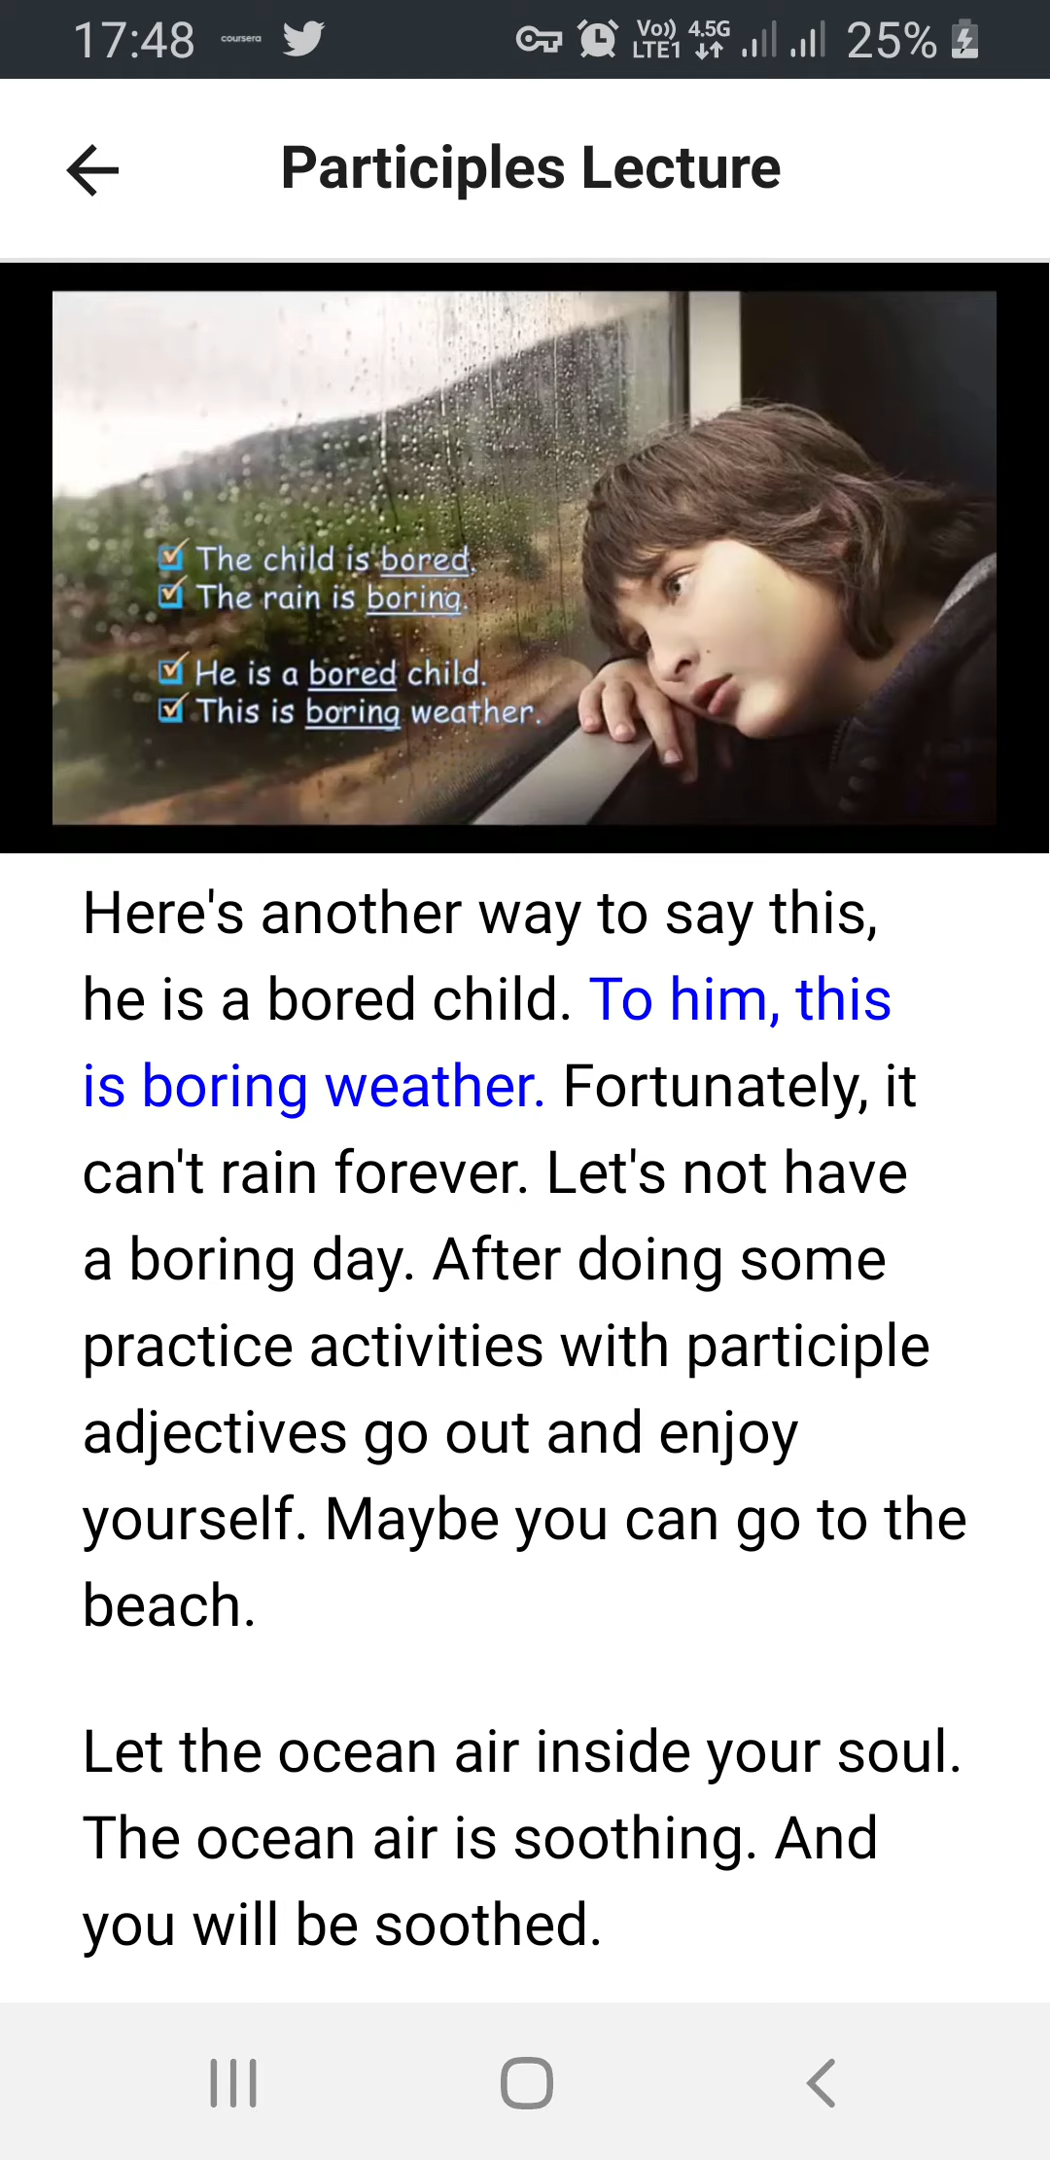 17:48 coursera Vo)) LTE1 4.5G 25%
Participles Lecture
The child is bored.
The rain is boring.
He is a bored child.
This is boring weather.
Here's another way to say this,
he is a bored child. To him, this
is boring weather. Fortunately, it
can't rain forever. Let's not have
a boring day. After doing some
practice activities with participle
adjectives go out and enjoy
yourself. Maybe you can go to the
beach.
Let the ocean air inside your soul.
The ocean air is soothing. And
you will be soothed.